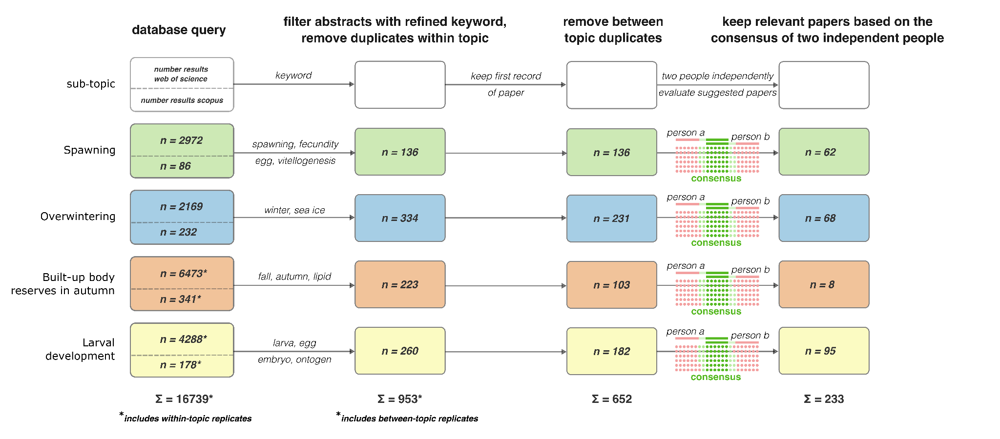 database query
filter abstracts with refined keyword,
remove duplicates within topic
remove between
topic duplicates
keep relevant papers based on the
consensus of two independent people
sub-topic
number results
web of science
number results scopus
keyword
keep first record
of paper
two people independently
evaluate suggested papers
Spawning
n = 2972
n = 86
spawning, fecundity
egg, vitellogenesis
n = 136
n = 136
person a
person b
consensus
n = 62
Overwintering
n = 2169
n = 232
winter, sea ice
n = 334
n = 231
person a
person b
consensus
n = 68
Built-up body
reserves in autumn
n = 6473*
n = 341*
fall, autumn, lipid
n = 223
n = 103
person a
person b
consensus
n = 8
Larval
development
n = 4288*
n = 178*
larva, egg
embryo, ontogen
n = 260
n = 182
person a
person b
consensus
n = 95
Σ = 16739*
Σ = 953*
Σ = 652
Σ = 233
*includes within-topic replicates
*includes between-topic replicates